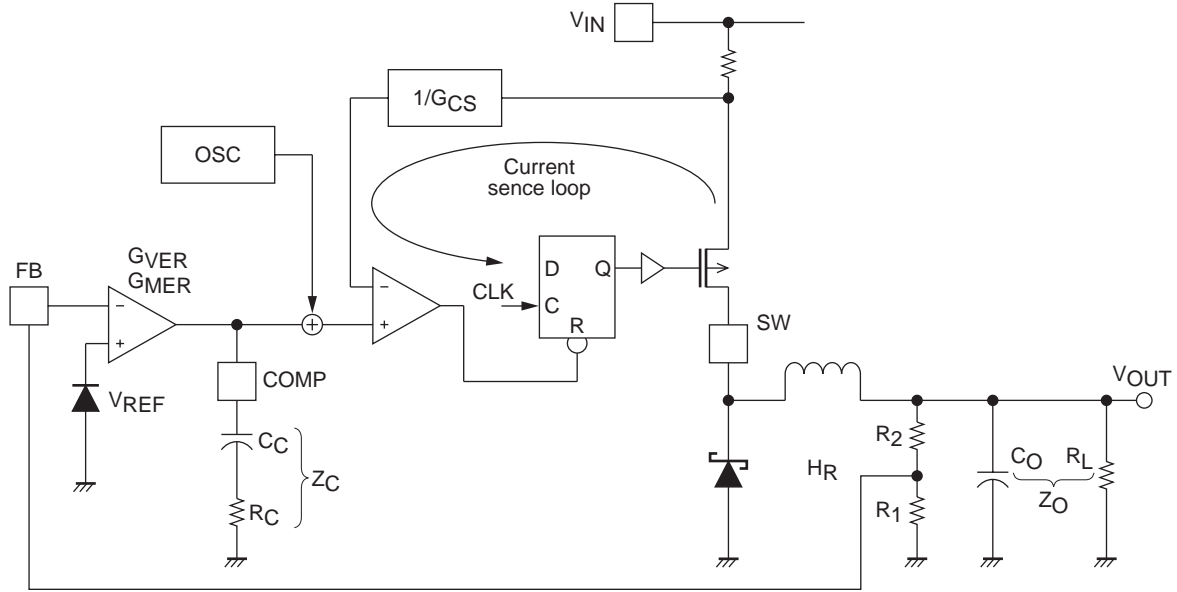 VIN
1/GCS
OSC
Current
sence loop
GVER
GMER
FB
D
Q
CLK
C
R
SW
COMP
VREF
VOUT
CC
ZC
RC
R2
HR
R1
CO
RL
ZO